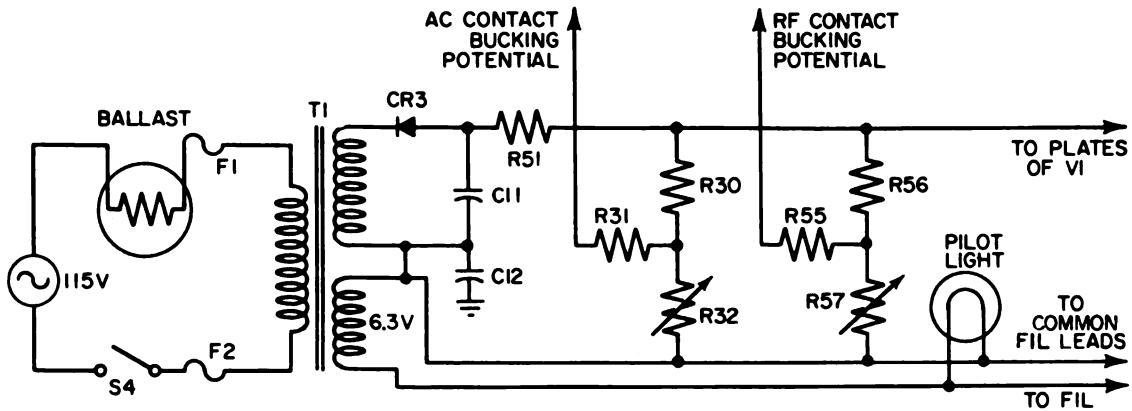 AC CONTACT
BUCKING
POTENTIAL
RF CONTACT
BUCKING
POTENTIAL
BALLAST
F1
T1
CR3
R51
TO PLATES
OF V1
C11
R30
R56
R31
R55
115V
C12
PILOT
LIGHT
6.3V
R32
R57
TO
COMMON
FIL LEADS
S4
F2
TO FIL